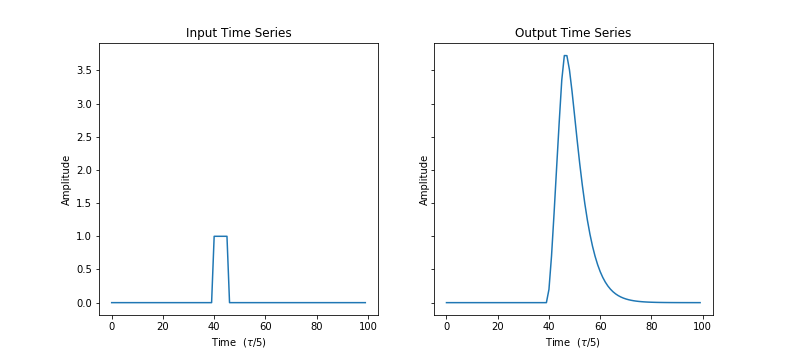 Input Time Series
Output Time Series
Amplitude
3.5
3.0
2.5
2.0
1.5
1.0
0.5
0.0
0 20 40 60 80 100
Time (τ/5)
Amplitude
0 20 40 60 80 100
Time (τ/5)